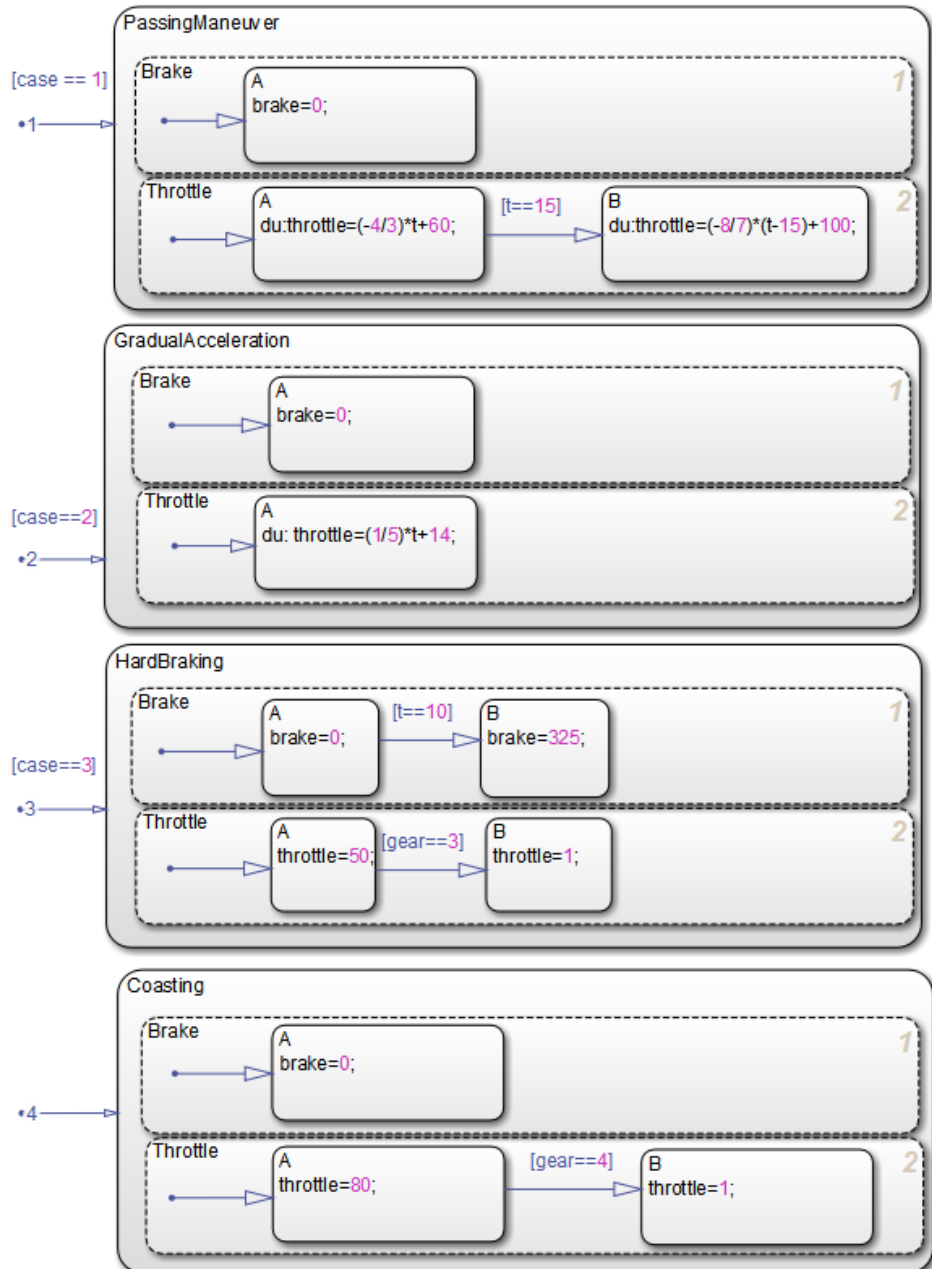 PassingManeuver
[case == 1]
1
Brake
1
A
brake=0;
Throttle
2
A
du:throttle=(-4/3)*t+60;
[t==15]
B
du:throttle=(-8/7)*(t-15)+100;
GradualAcceleration
[case==2]
2
Brake
1
A
brake=0;
Throttle
2
A
du: throttle=(1/5)*t+14;
HardBraking
[case==3]
3
Brake
1
A
brake=0;
[t==10]
B
brake=325;
Throttle
2
A
throttle=50;
[gear==3]
B
throttle=1;
Coasting
4
Brake
1
A
brake=0;
Throttle
2
A
throttle=80;
[gear==4]
B
throttle=1;